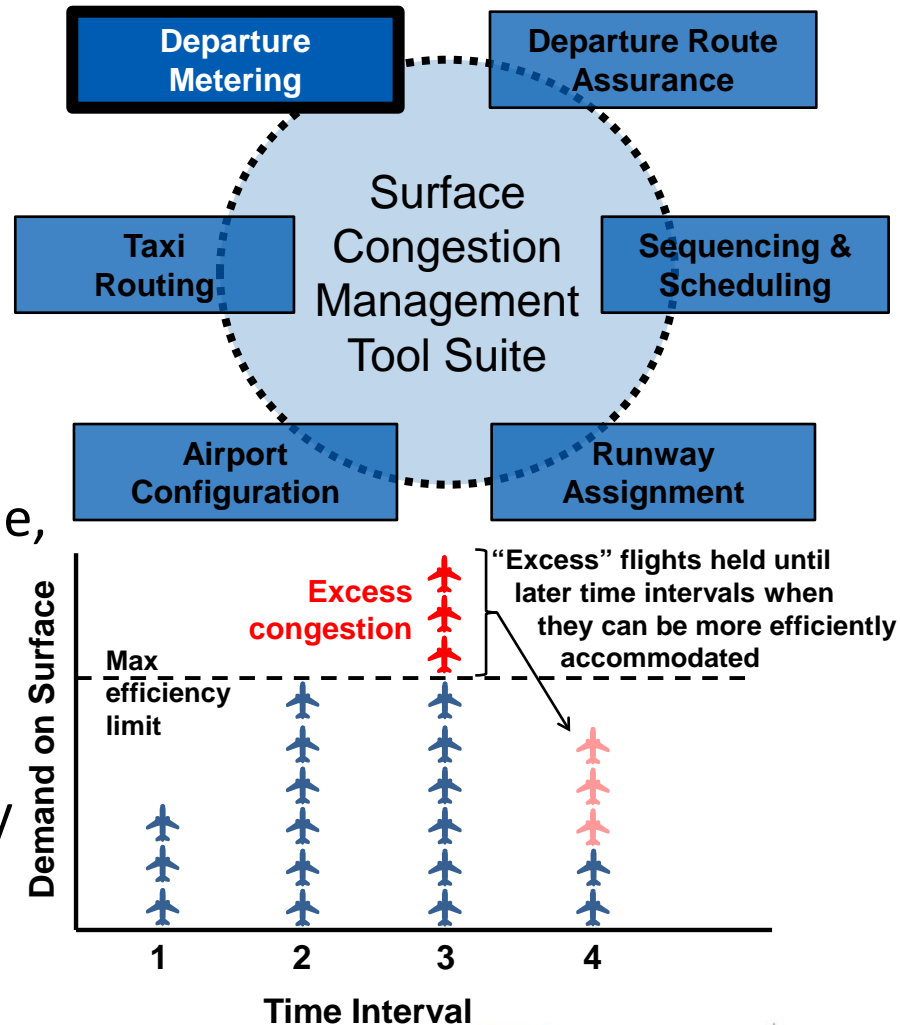 Departure
Metering
Departure Route
Assurance
Surface
Congestion
Management
Tool Suite
Taxi
Routing
Sequencing &
Scheduling
Airport
Configuration
Runway
Assignment
e,
y
Demand on Surface
Max
efficiency
limit
Excess
congestion
“Excess” flights held until
later time intervals when
they can be more efficiently
accommodated
1 2 3 4
Time Interval